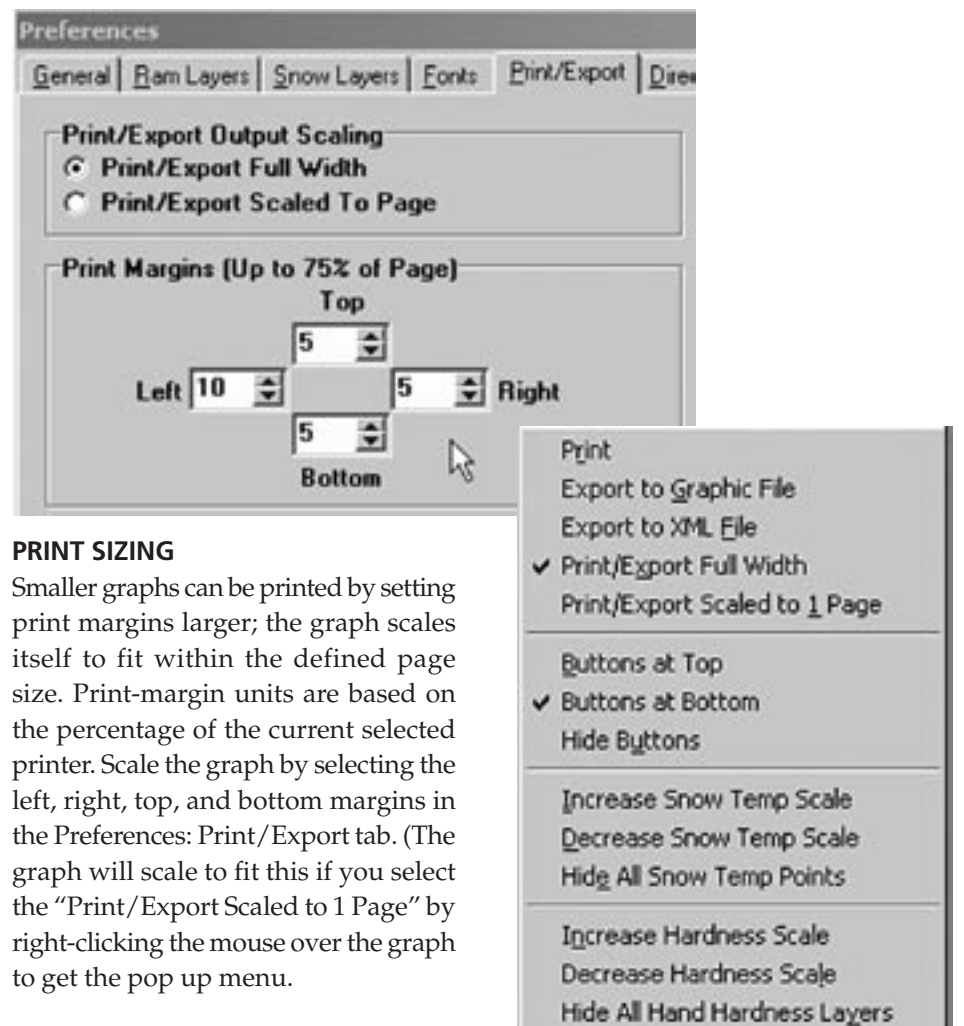 Preferences
General Ram Layers Snow Layers Fonts Print/Export
Print/Export Output Scaling
Print/Export Full Width
Print/Export Scaled To Page
Print Margins (Up to 75% of Page)
Top
5
Left 10 5 Right
5
Bottom
PRINT SIZING
Smaller graphs can be printed by setting
print margins larger; the graph scales
itself to fit within the defined page
size. Print-margin units are based on
the percentage of the current selected
printer. Scale the graph by selecting the
left, right, top, and bottom margins in
the Preferences: Print/Export tab. (The
graph will scale to fit this if you select
the “Print/Export Scaled to 1 Page” by
right-clicking the mouse over the graph
to get the pop up menu.
Print
Export to Graphic File
Export to XML File
Print/Export Full Width
Print/Export Scaled to 1 Page
Buttons at Top
Buttons at Bottom
Hide Buttons
Increase Snow Temp Scale
Decrease Snow Temp Scale
Hide All Snow Temp Points
Increase Hardness Scale
Decrease Hardness Scale
Hide All Hand Hardness Layers